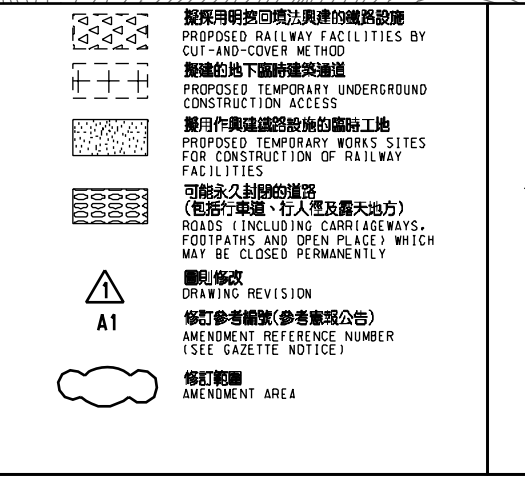 擬採用明挖回填法興建的鐵路設施
PROPOSED RAILWAY FACILITIES BY
CUT-AND-COVER METHOD
擬建的地下臨時建築通道
PROPOSED TEMPORARY UNDERGROUND
CONSTRUCTION ACCESS
擬用作興建鐵路設施的臨時工地
PROPOSED TEMPORARY WORKS SITES
FOR CONSTRUCTION OF RAILWAY
FACILITIES
可能永久封閉的道路
(包括行車道、行人徑及露天地方)
ROADS (INCLUDING CARRIAGEWAYS,
FOOTPATHS AND OPEN PLACE) WHICH
MAY BE CLOSED PERMANENTLY
1
圖則修改
DRAWING REVISION
A1
修訂參考編號(參考憲報公告)
AMENDMENT REFERENCE NUMBER
(SEE GAZETTE NOTICE)
修訂範圍
AMENDMENT AREA